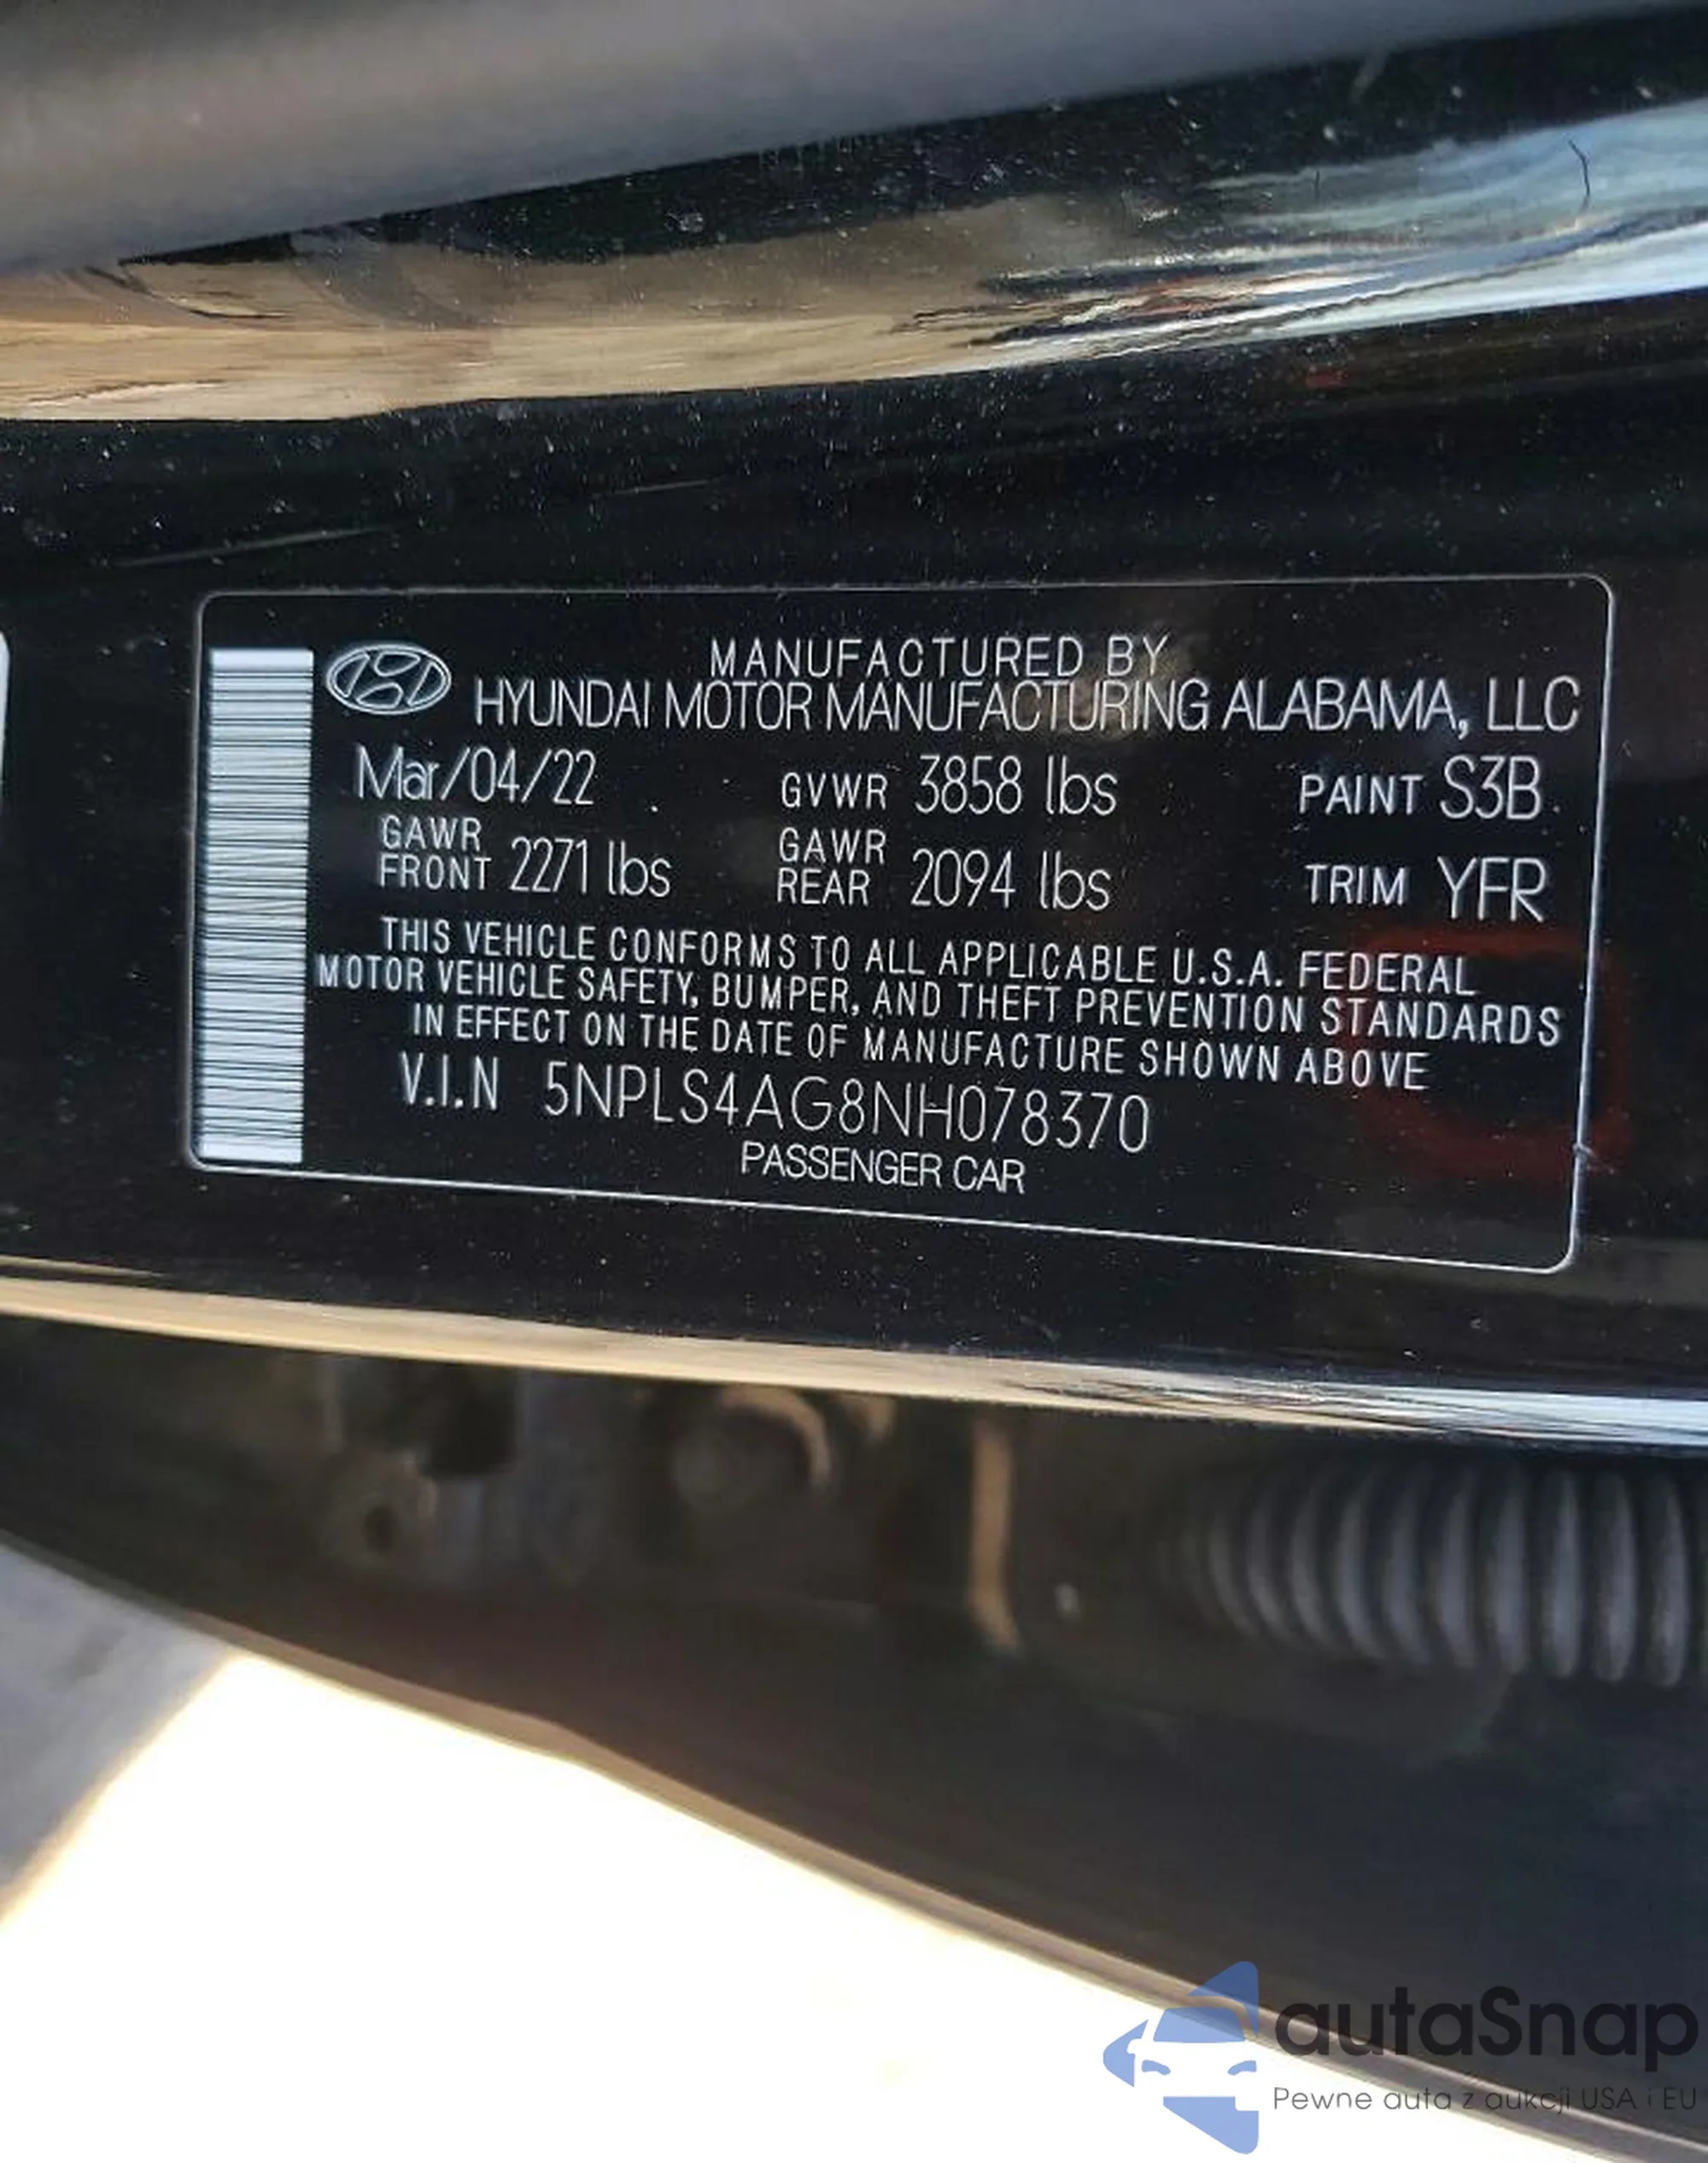 MANUFACTURED BY
HYUNDAI MOTOR MANUFACTURING ALABAMA, LLC
Mar/04/22 GVWR 3858 lbs PAINT S3B
GAWR FRONT 2271 lbs GAWR REAR 2094 lbs TRIM YFR
THIS VEHICLE CONFORMS TO ALL APPLICABLE U.S.A. FEDERAL
MOTOR VEHICLE SAFETY, BUMPER, AND THEFT PREVENTION STANDARDS
IN EFFECT ON THE DATE OF MANUFACTURE SHOWN ABOVE
V.I.N 5NPLS4AG8NH078370
PASSENGER CAR
autaSnap
Pewne auta z aukcji USA i EU